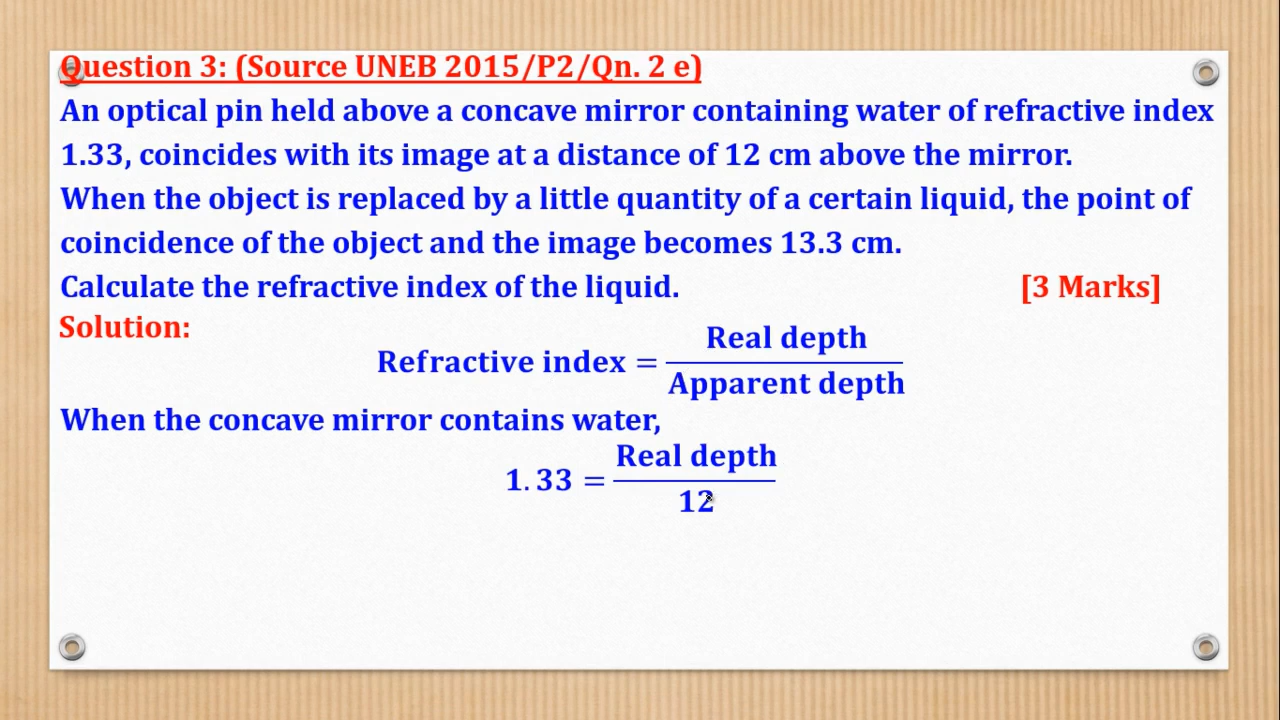 Question 3: (Source UNEB 2015/P2/Qn. 2 e)
An optical pin held above a concave mirror containing water of refractive index
1.33, coincides with its image at a distance of 12 cm above the mirror.
When the object is replaced by a little quantity of a certain liquid, the point of
coincidence of the object and the image becomes 13.3 cm.
Calculate the refractive index of the liquid. [3 Marks]
Solution:
Refractive index = Real depth / Apparent depth
When the concave mirror contains water,
1.33 = Real depth / 12